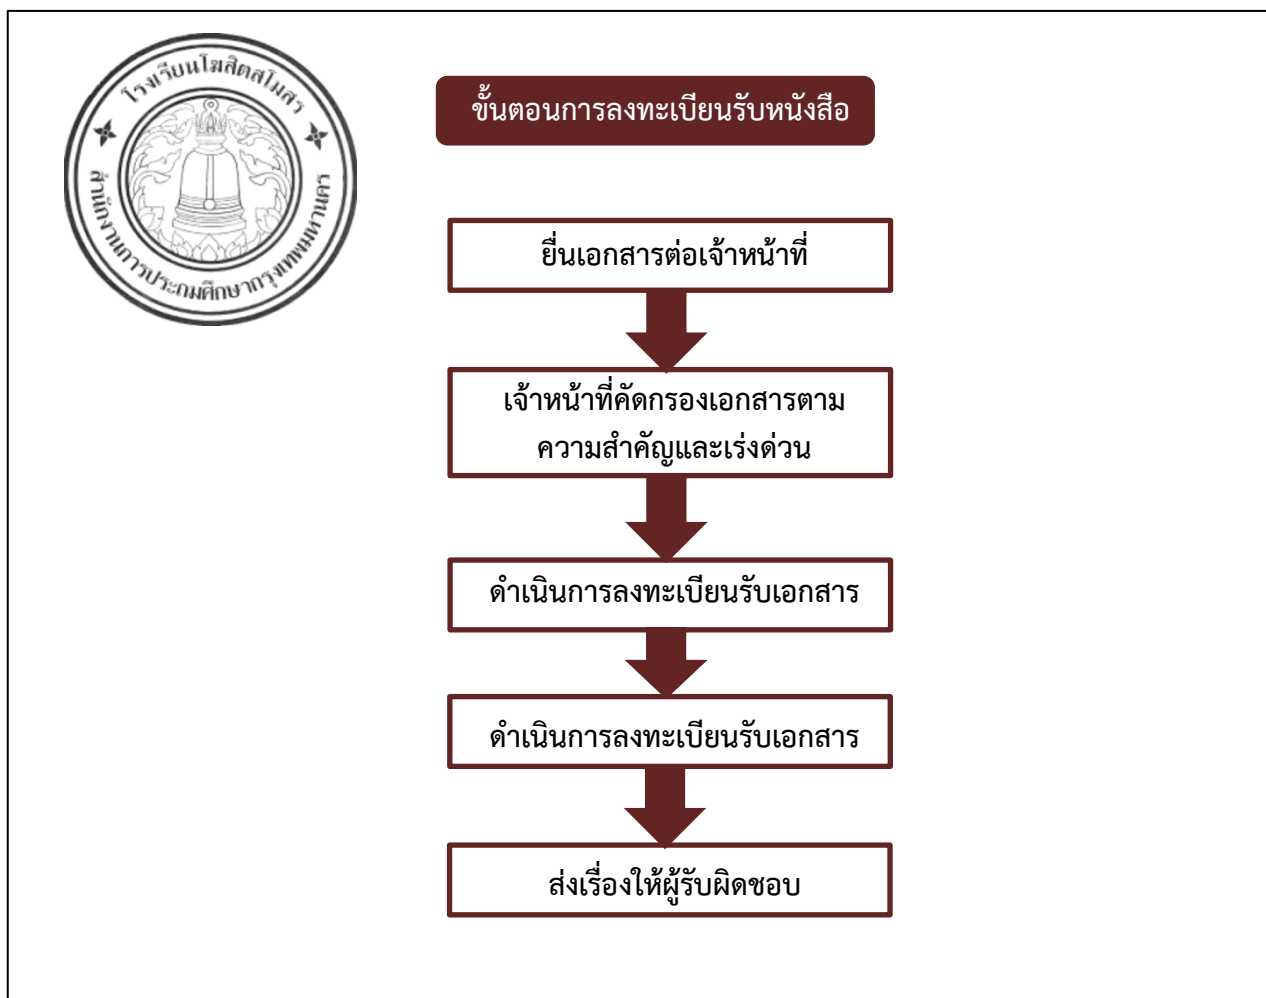 โรงเรียนโฆสิตสโมสร
สำนักงานการประถมศึกษากรุงเทพมหานคร
ขั้นตอนการลงทะเบียนรับหนังสือ
ยื่นเอกสารต่อเจ้าหน้าที่
เจ้าหน้าที่คัดกรองเอกสารตาม
ความสำคัญและเร่งด่วน
ดำเนินการลงทะเบียนรับเอกสาร
ดำเนินการลงทะเบียนรับเอกสาร
ส่งเรื่องให้ผู้รับผิดชอบ